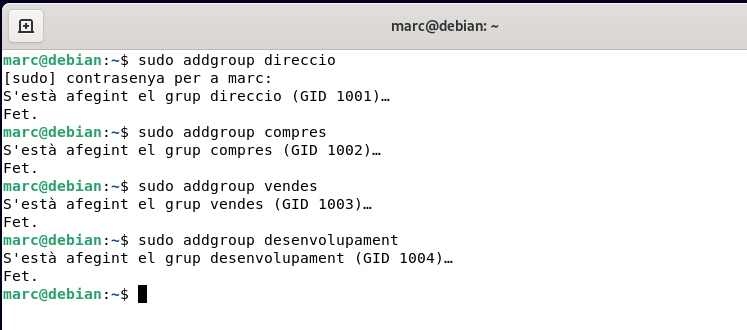 marc@debian: ~
marc@debian:~$ sudo addgroup direccio
[sudo] contrasenya per a marc:
S'està afegint el grup direccio (GID 1001)…
Fet.
marc@debian:~$ sudo addgroup compres
S'està afegint el grup compres (GID 1002)…
Fet.
marc@debian:~$ sudo addgroup vendes
S'està afegint el grup vendes (GID 1003)…
Fet.
marc@debian:~$ sudo addgroup desenvolupament
S'està afegint el grup desenvolupament (GID 1004)…
Fet.
marc@debian:~$